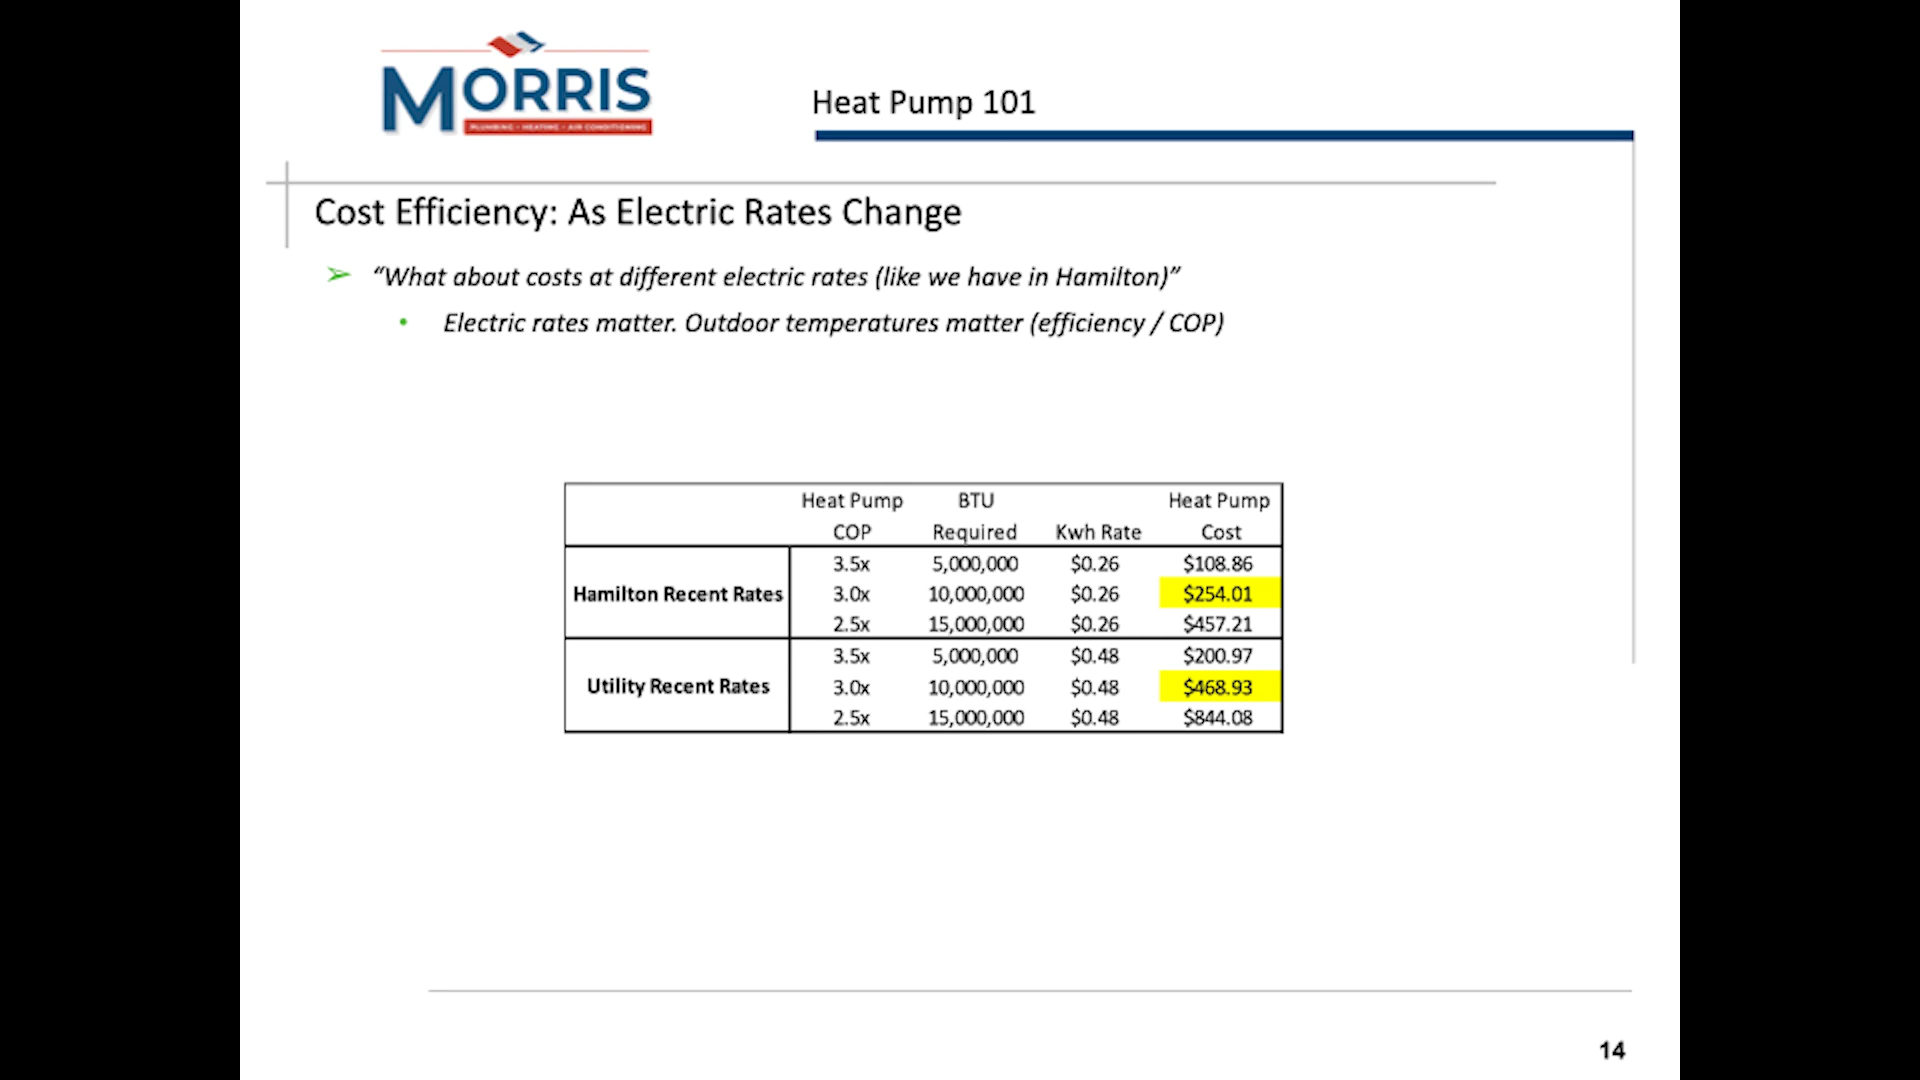 MORRIS
PLUMBING • HEATING • AIR CONDITIONING
Heat Pump 101
Cost Efficiency: As Electric Rates Change
➢ “What about costs at different electric rates (like we have in Hamilton)”
• Electric rates matter. Outdoor temperatures matter (efficiency / COP)
Heat Pump BTU Heat Pump
COP Required Kwh Rate Cost
3.5x 5,000,000 $0.26 $108.86
Hamilton Recent Rates 3.0x 10,000,000 $0.26 $254.01
2.5x 15,000,000 $0.26 $457.21
3.5x 5,000,000 $0.48 $200.97
Utility Recent Rates 3.0x 10,000,000 $0.48 $468.93
2.5x 15,000,000 $0.48 $844.08
14